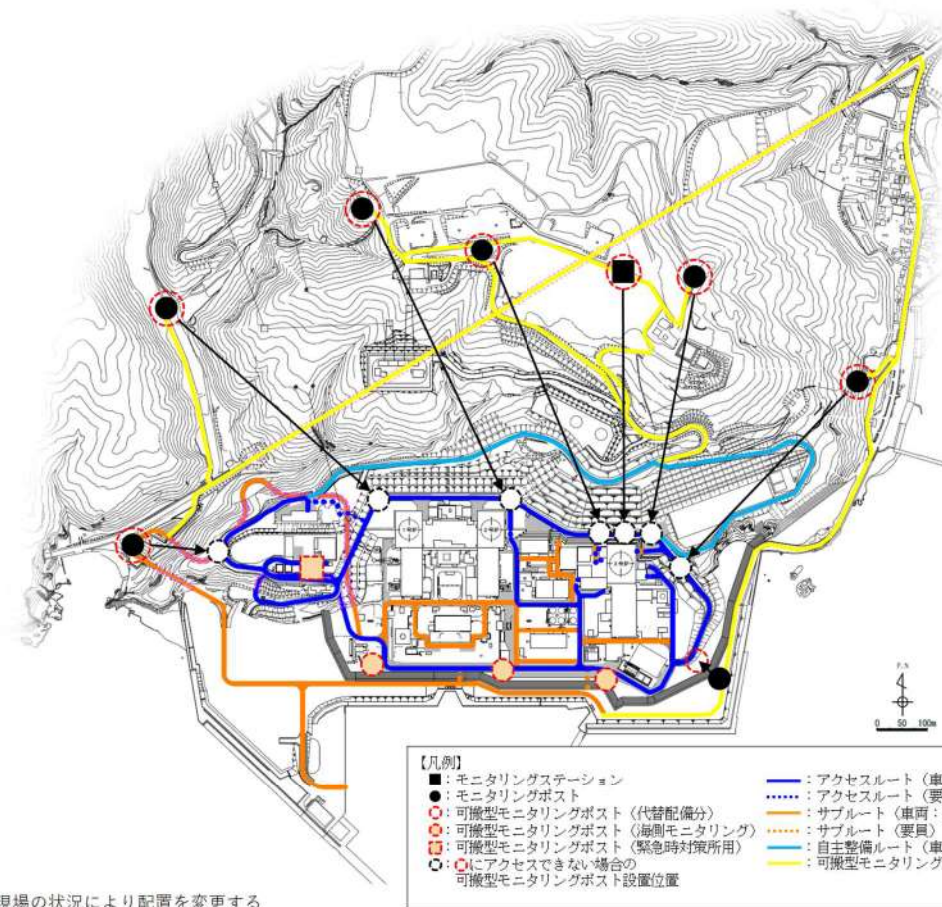 P.N
0 50 100m
【凡例】
■：モニタリングステーション
●：モニタリングポスト
：可搬型モニタリングポスト（代替配備分）
：可搬型モニタリングポスト（海側モニタリング）
：可搬型モニタリングポスト（緊急時対策所用）
：にアクセスできない場合の
可搬型モニタリングポスト設置位置
：アクセスルート（車
：アクセスルート（要
：サブルート（車両：
：サブルート（要員）
：自主整備ルート（車
：可搬型モニタリング
現場の状況により配置を変更する